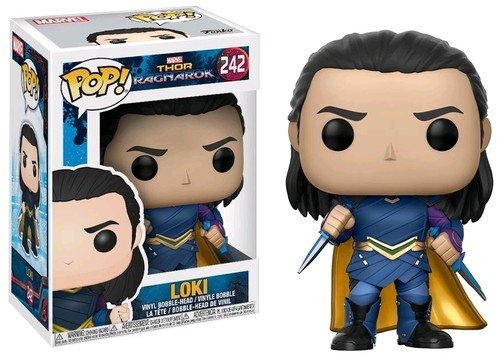 MARVEL
Funko
POP!
MARVEL
THOR
RAGNAROK
242
LOKI
VINYL BOBBLE-HEAD / VINYLE BOBBLE
LA TÊTE / BOBBLE-HEAD DE VINIL
LOKI